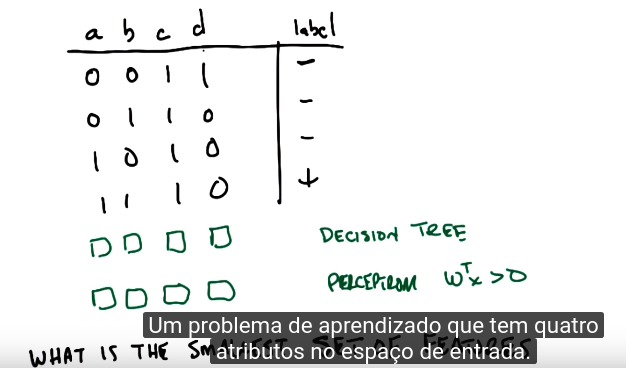 a b c d label
0 0 1 1 -
0 1 1 0 -
1 0 1 0 -
1 1 1 0 +
DECISION TREE
PERCEPTRON wᵀx > 0
Um problema de aprendizado que tem quatro
atributos no espaço de entrada.
WHAT IS THE SMALLEST SET OF FEATURES